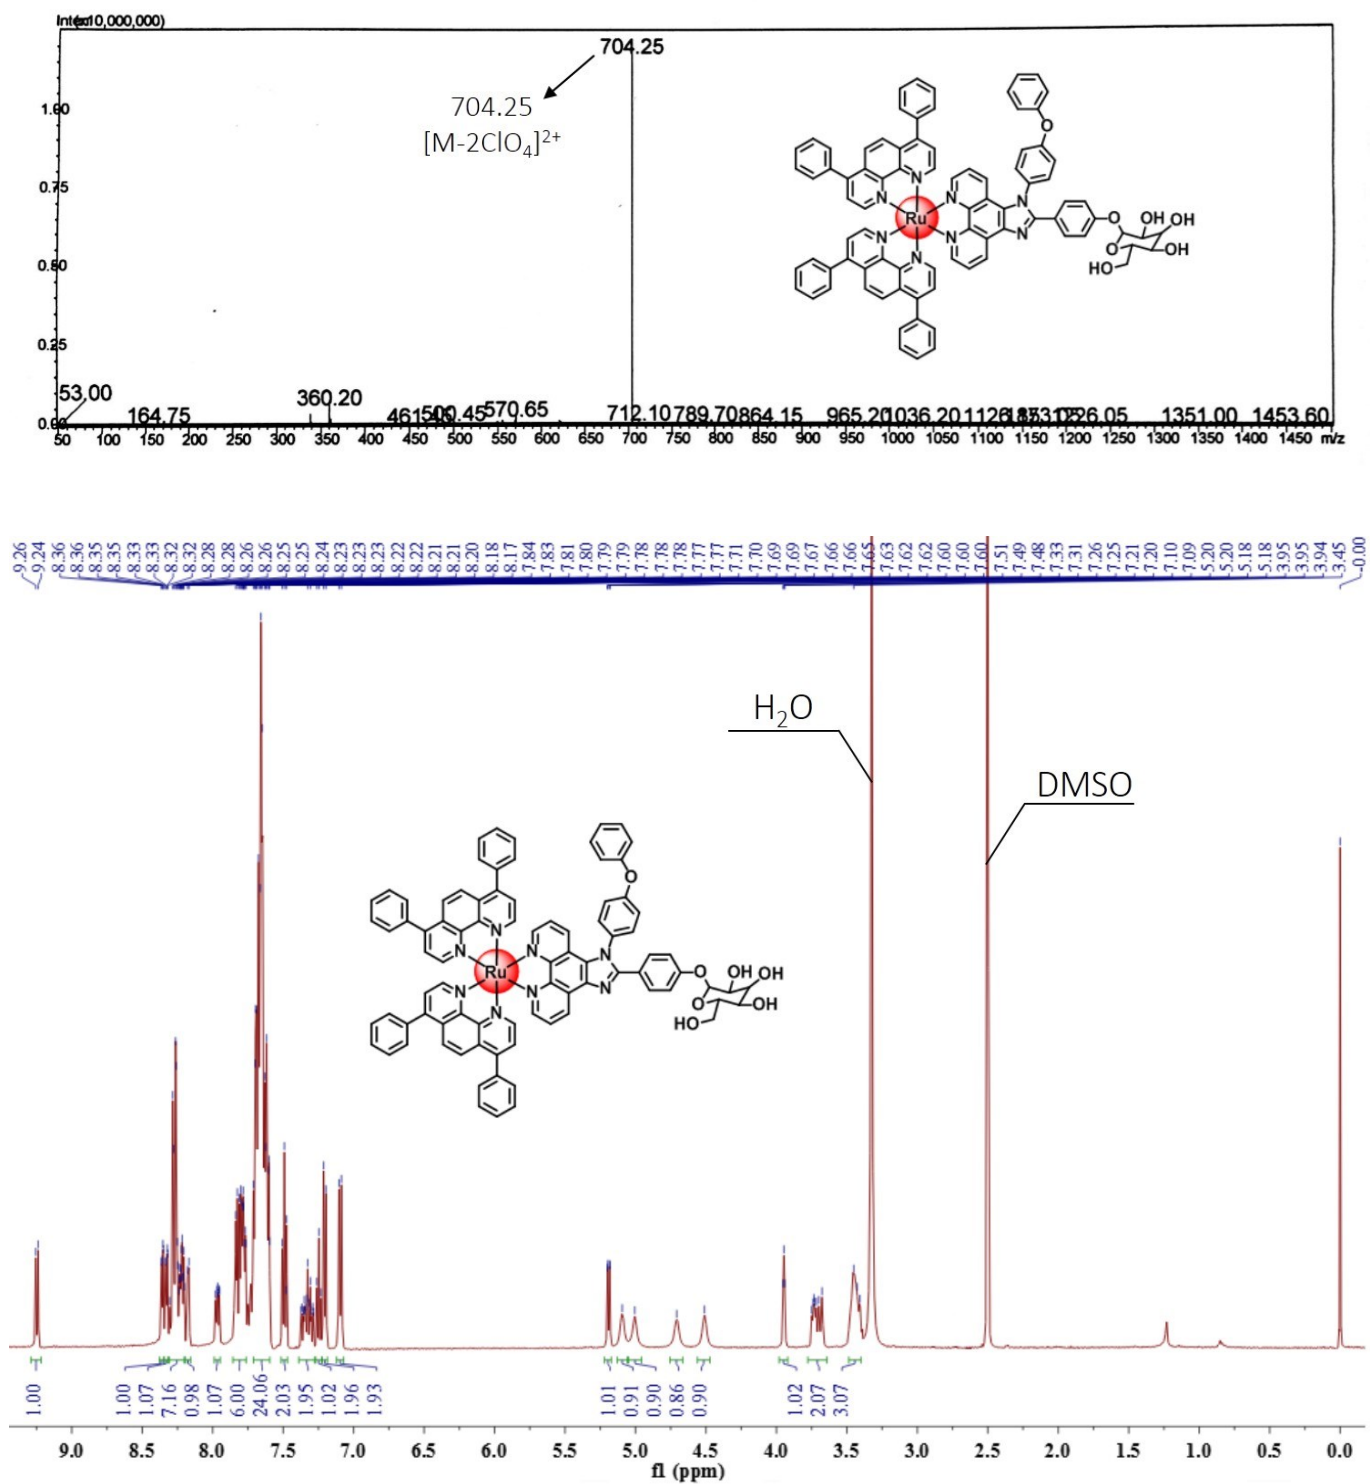 Inten(x10,000,000)
704.25
704.25
[M-2ClO4]2+
1.00
0.75
0.50
0.25
0.00
53.00
164.75
360.20
500.45
570.65
712.10
789.70
864.15
965.20
1036.20
1226.05
1351.00
1453.60
50 100 150 200 250 300 350 400 450 500 550 600 650 700 750 800 850 900 950 1000 1050 1100 1150 1200 1250 1300 1350 1400 1450 m/z
O
N N N N N N N N
Ru
O
OH OH
O
OH
HO
9.26 9.24 8.36 8.36 8.35 8.35 8.33 8.33 8.32 8.32 8.28 8.28 8.26 8.26 8.25 8.25 8.24 8.23 8.23 8.23 8.22 8.22 8.21 8.21 8.20 8.18 8.17 7.84 7.83 7.81 7.80 7.79 7.79 7.78 7.78 7.78 7.77 7.77 7.71 7.70 7.69 7.69 7.67 7.66 7.66 7.65 7.63 7.62 7.62 7.60 7.60 7.60 7.51 7.49 7.48 7.33 7.31 7.26 7.25 7.21 7.20 7.10 7.09 5.20 5.20 5.18 5.18 3.95 3.95 3.94 3.45 -0.00
H2O
DMSO
O
N N N N N N N N
Ru
O
OH OH
O
OH
HO
1.00 1.00 1.07 7.16 0.98 1.07 6.00 24.06 2.03 1.95 1.02 1.96 1.93 1.01 0.91 0.90 0.86 0.90 1.02 2.07 3.07
9.0 8.5 8.0 7.5 7.0 6.5 6.0 5.5 5.0 4.5 4.0 3.5 3.0 2.5 2.0 1.5 1.0 0.5 0.0
f1 (ppm)